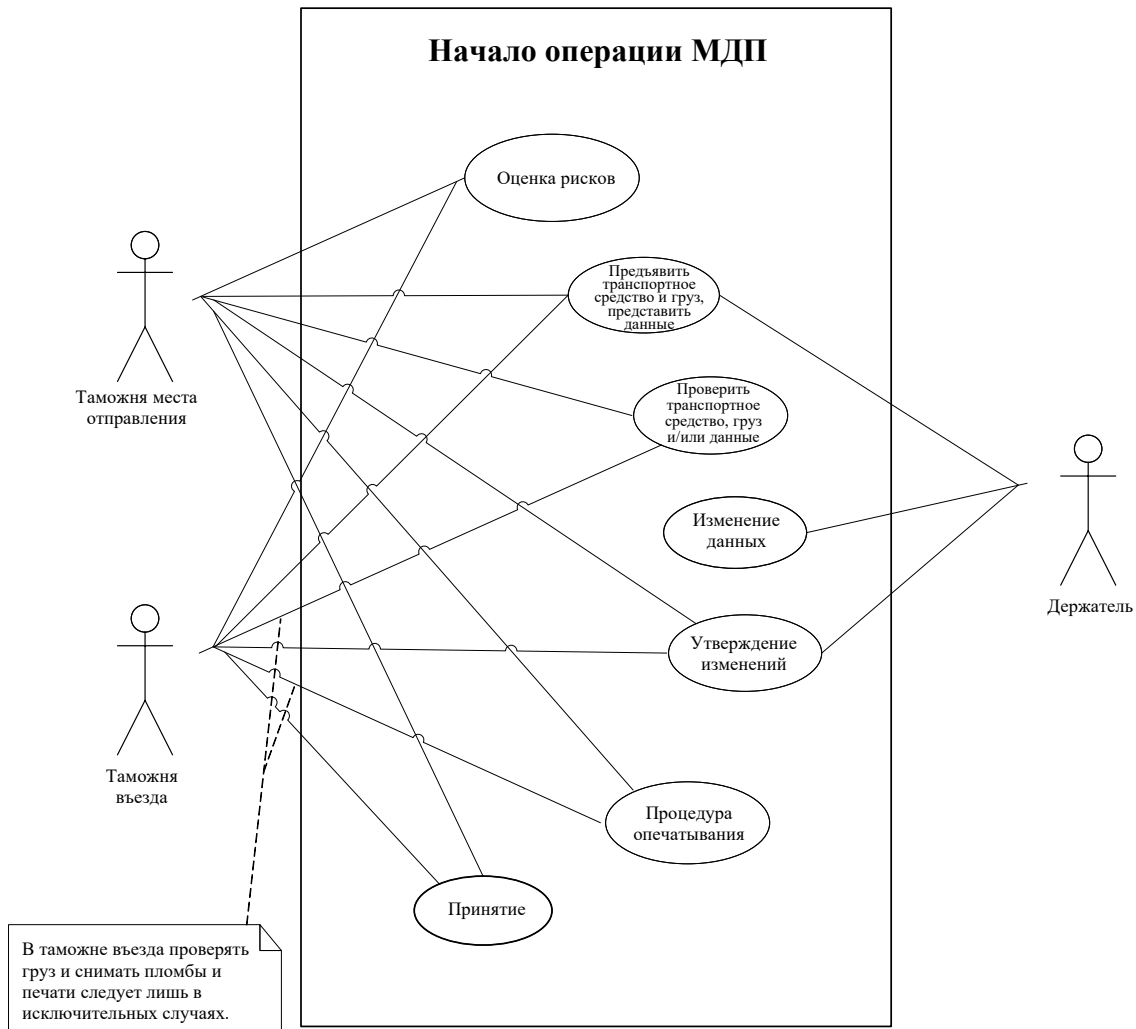 Начало операции МДП
Оценка рисков
Предъявить
транспортное
средство и груз,
представить
данные
Таможня места
отправления
Проверить
транспортное
средство, груз
и/или данные
Изменение
данных
Держатель
Утверждение
изменений
Таможня
въезда
Процедура
опечатывания
Принятие
В таможне въезда проверять
груз и снимать пломбы и
печати следует лишь в
исключительных случаях.